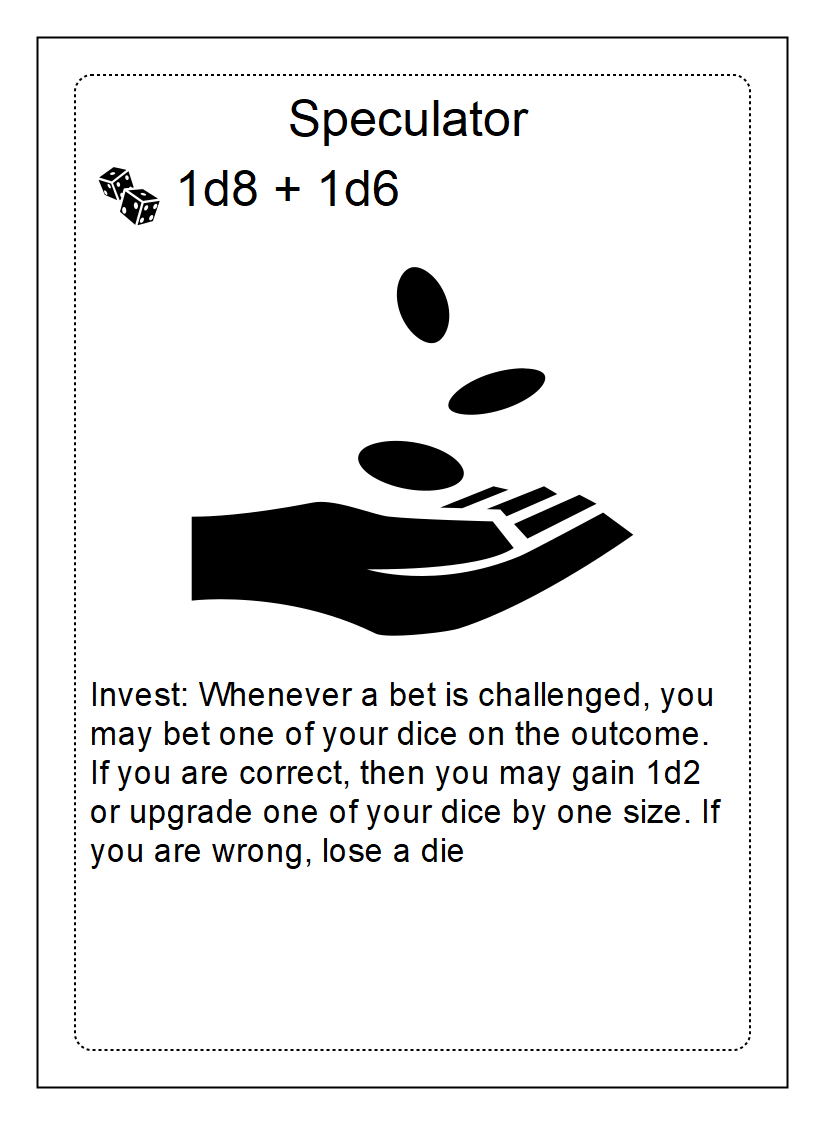 Speculator
1d8 + 1d6
Invest: Whenever a bet is challenged, you
may bet one of your dice on the outcome.
If you are correct, then you may gain 1d2
or upgrade one of your dice by one size. If
you are wrong, lose a die